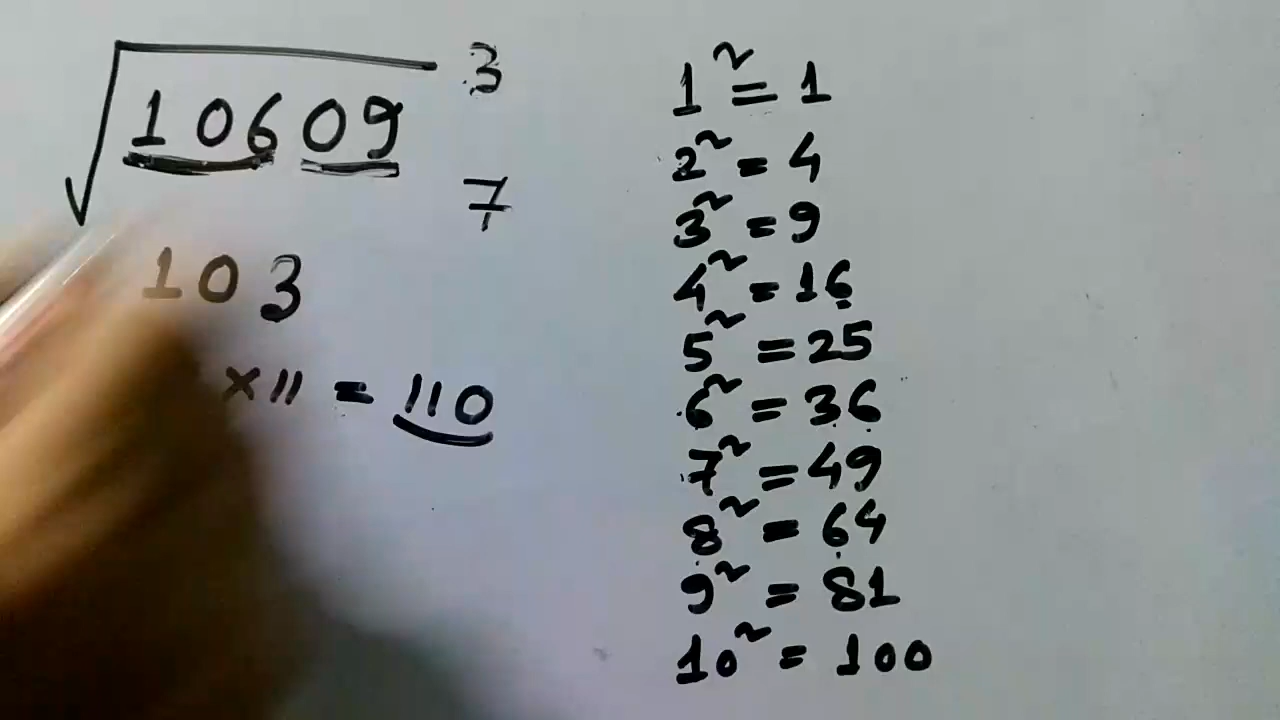 √10609 3
7
103
×11 = 110
1² = 1
2² = 4
3² = 9
4² = 16
5² = 25
6² = 36
7² = 49
8² = 64
9² = 81
10² = 100